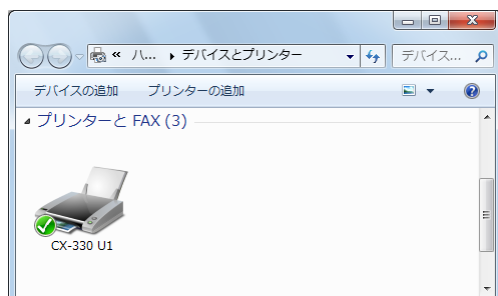 « ハ... ▸ デバイスとプリンター
デバイス...
デバイスの追加 プリンターの追加
プリンターと FAX (3)
CX-330 U1